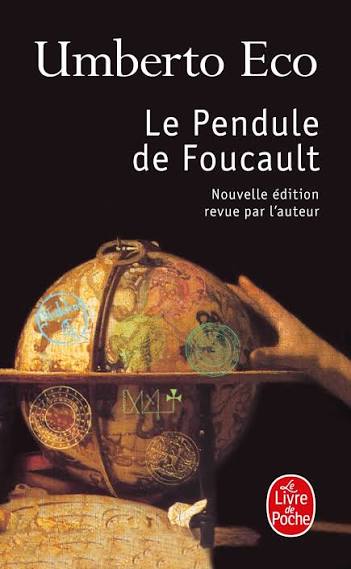 Umberto Eco
Le Pendule
de Foucault
Nouvelle édition
revue par l'auteur
Le
Livre
de
Poche